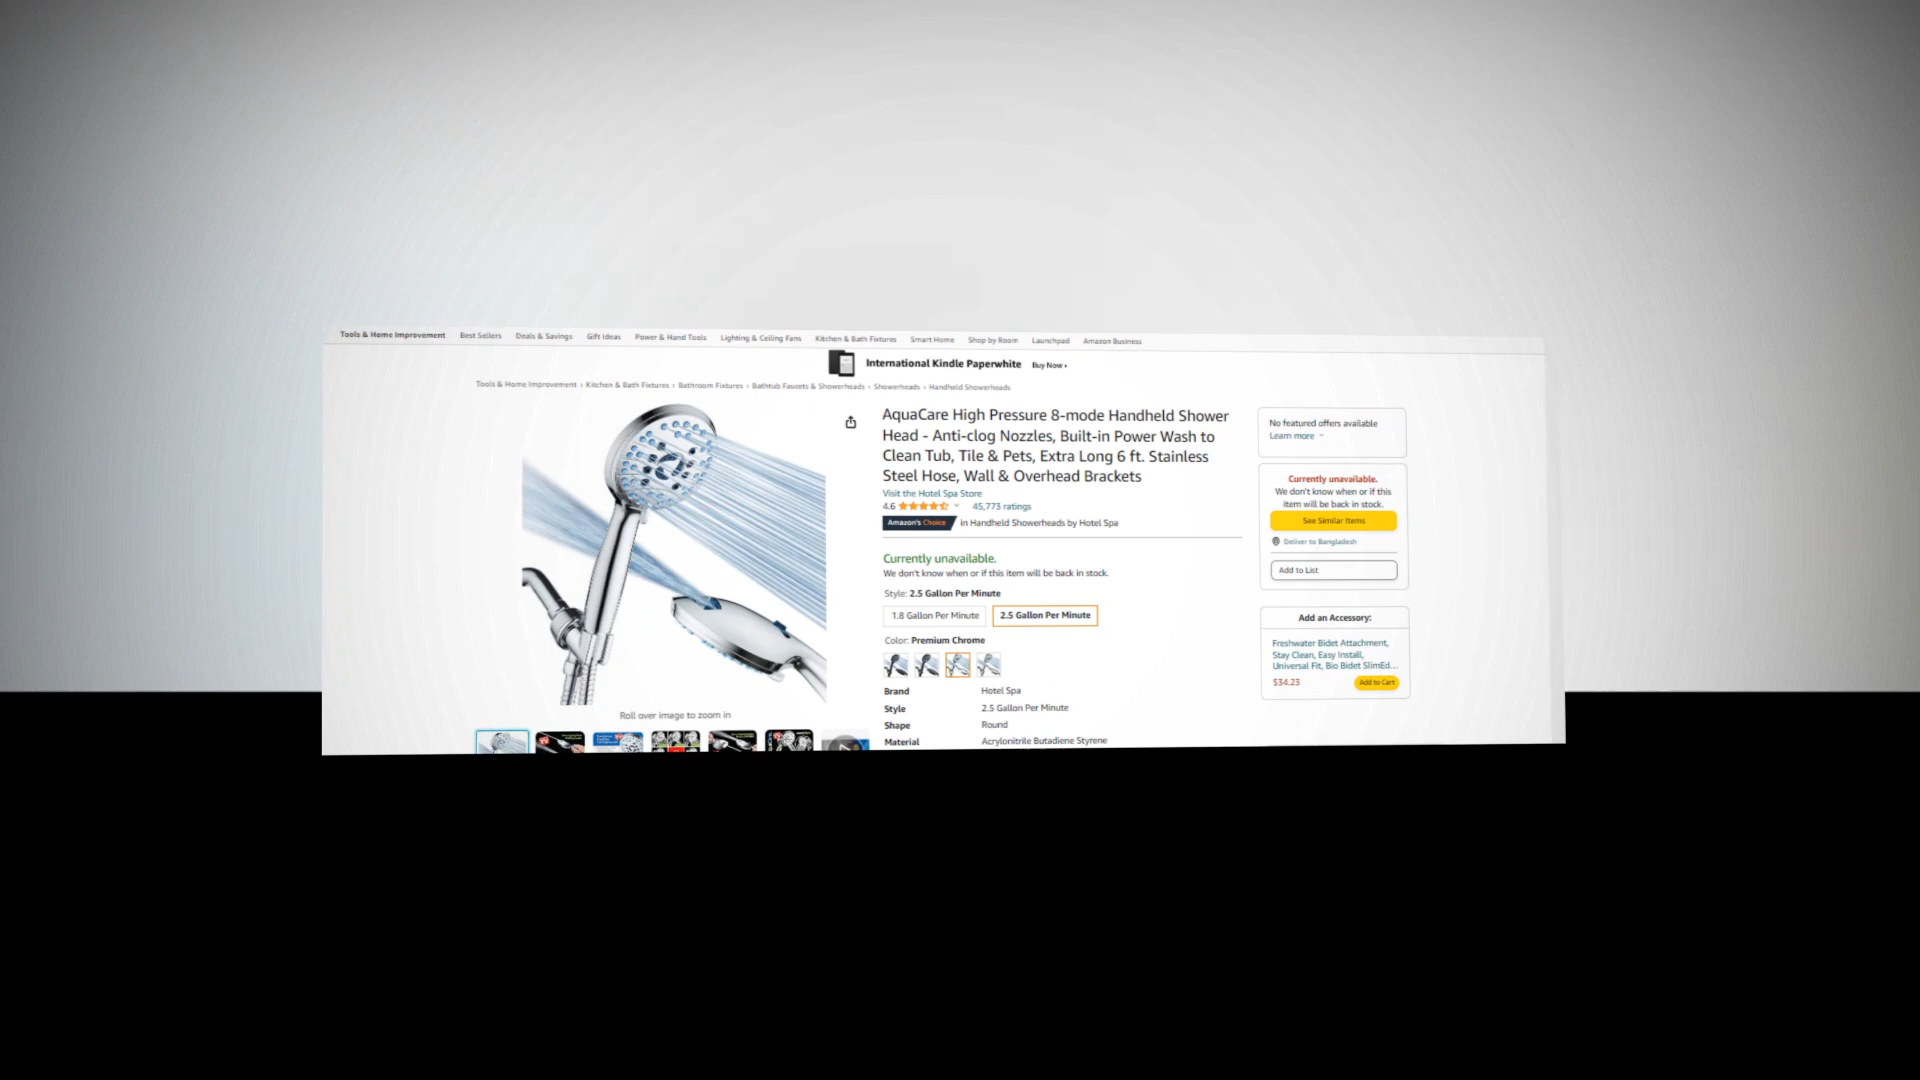 Tools & Home Improvement Best Sellers Deals & Savings Gift Ideas Power & Hand Tools Lighting & Ceiling Fans Kitchen & Bath Fixtures Smart Home Shop by Room Launchpad Amazon Business
International Kindle Paperwhite Buy Now ›
Tools & Home Improvement › Kitchen & Bath Fixtures › Bathroom Fixtures › Bathtub Faucets & Showerheads › Showerheads › Handheld Showerheads
AquaCare High Pressure 8-mode Handheld Shower
Head - Anti-clog Nozzles, Built-in Power Wash to
Clean Tub, Tile & Pets, Extra Long 6 ft. Stainless
Steel Hose, Wall & Overhead Brackets
Visit the Hotel Spa Store
4.6 45,773 ratings
Amazon's Choice in Handheld Showerheads by Hotel Spa
Currently unavailable.
We don't know when or if this item will be back in stock.
Style: 2.5 Gallon Per Minute
1.8 Gallon Per Minute 2.5 Gallon Per Minute
Color: Premium Chrome
Brand Hotel Spa
Style 2.5 Gallon Per Minute
Shape Round
Material Acrylonitrile Butadiene Styrene
Roll over image to zoom in
No featured offers available
Learn more
Currently unavailable.
We don't know when or if this
item will be back in stock.
See Similar Items
Deliver to Bangladesh
Add to List
Add an Accessory:
Freshwater Bidet Attachment,
Stay Clean, Easy Install,
Universal Fit, Bio Bidet SlimEd...
$34.23 Add to Cart